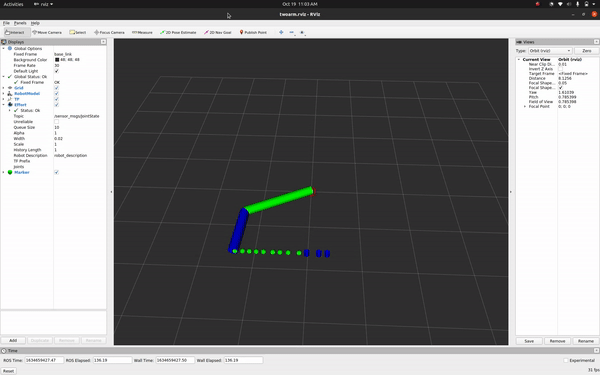 Activities
rviz
Oct 19 11:03 AM
twoarm.rviz - RViz
File Panels Help
Interact Move Camera Select Focus Camera Measure 2D Pose Estimate 2D Nav Goal Publish Point
Displays
Global Options
Fixed Frame base_link
Background Color 48; 48; 48
Frame Rate 30
Default Light
Global Status: Ok
Fixed Frame OK
Grid
RobotModel
TF
Effort
Status: Ok
Topic /sensor_msgs/JointState
Unreliable
Queue Size 10
Alpha 1
Width 0.02
Scale 1
History Length 1
Robot Description robot_description
TF Prefix
Joints
Marker
Add Duplicate Remove Rename
Views
Type: Orbit (rviz) Zero
Current View Orbit (rviz)
Near Clip Di... 0.01
Invert Z Axis
Target Frame <Fixed Frame>
Distance 8.1256
Focal Shape... 0.05
Focal Shape...
Yaw 1.61039
Pitch 0.785398
Field of View 0.785398
Focal Point 0; 0; 0
Save Remove Rename
Time
ROS Time: 1634659427.47 ROS Elapsed: 136.19 Wall Time: 1634659427.50 Wall Elapsed: 136.19 Experimental
Reset
31 fps